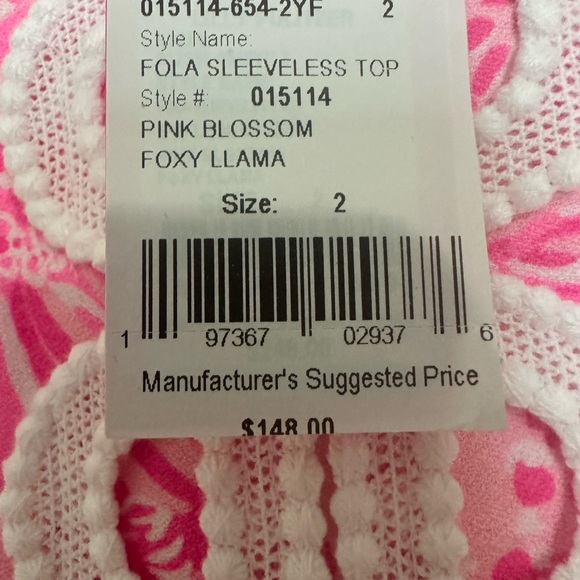 015114-654-2YF 2
Style Name:
FOLA SLEEVELESS TOP
Style #: 015114
PINK BLOSSOM
FOXY LLAMA
Size: 2
1 97367 02937 6
Manufacturer's Suggested Price
$148.00